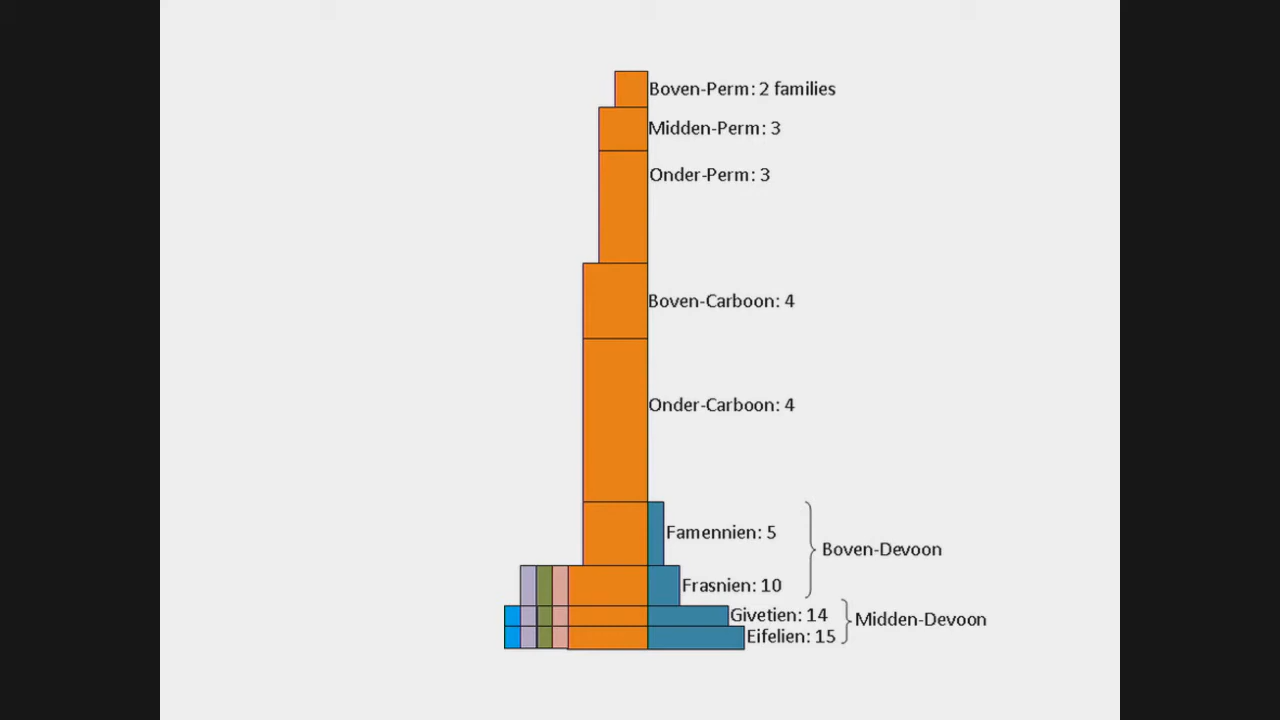 Boven-Perm: 2 families
Midden-Perm: 3
Onder-Perm: 3
Boven-Carboon: 4
Onder-Carboon: 4
Famennien: 5
Boven-Devoon
Frasnien: 10
Givetien: 14
Midden-Devoon
Eifelien: 15